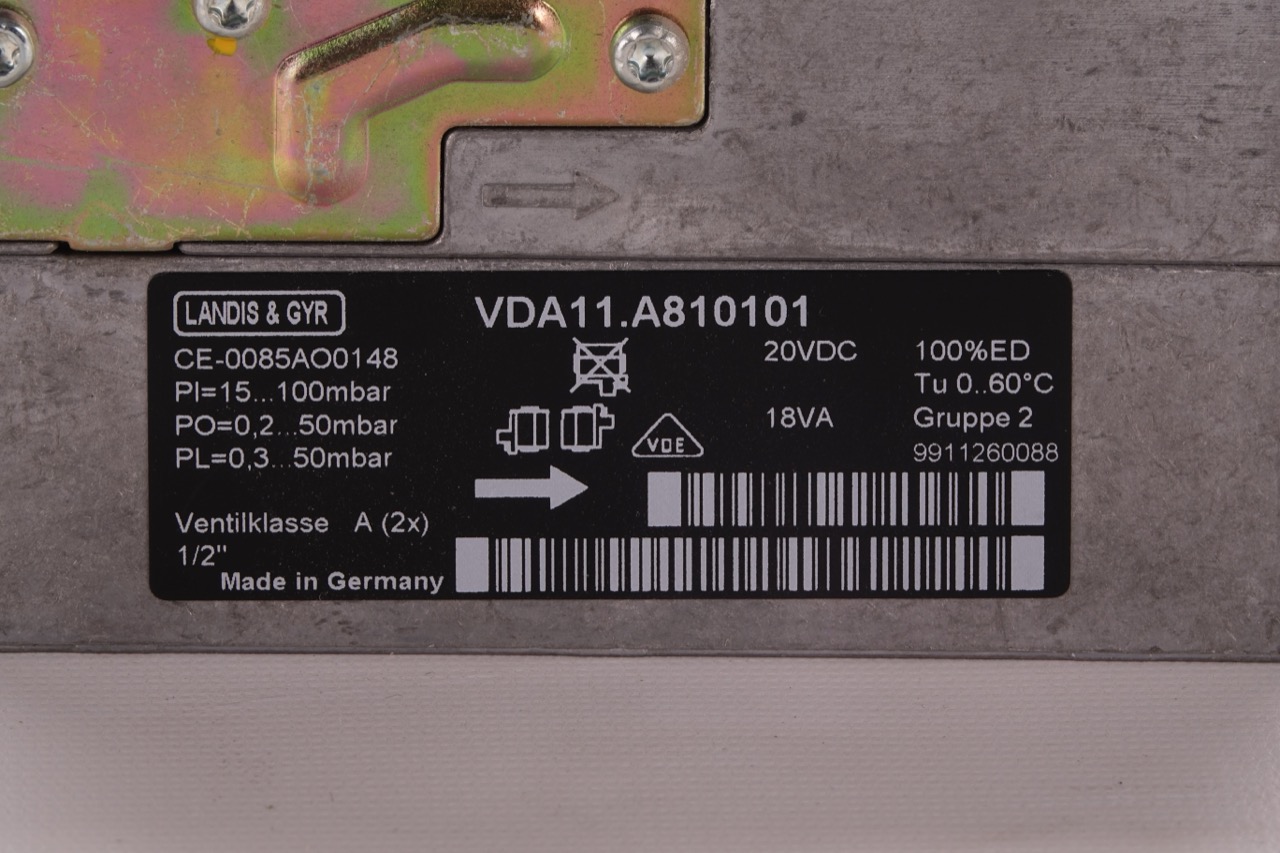 LANDIS & GYR
VDA11.A810101
CE-0085AO0148
PI=15...100mbar
PO=0,2...50mbar
PL=0,3...50mbar
20VDC
100%ED
Tu 0..60°C
18VA
Gruppe 2
9911260088
VDE
Ventilklasse A (2x)
1/2"
Made in Germany